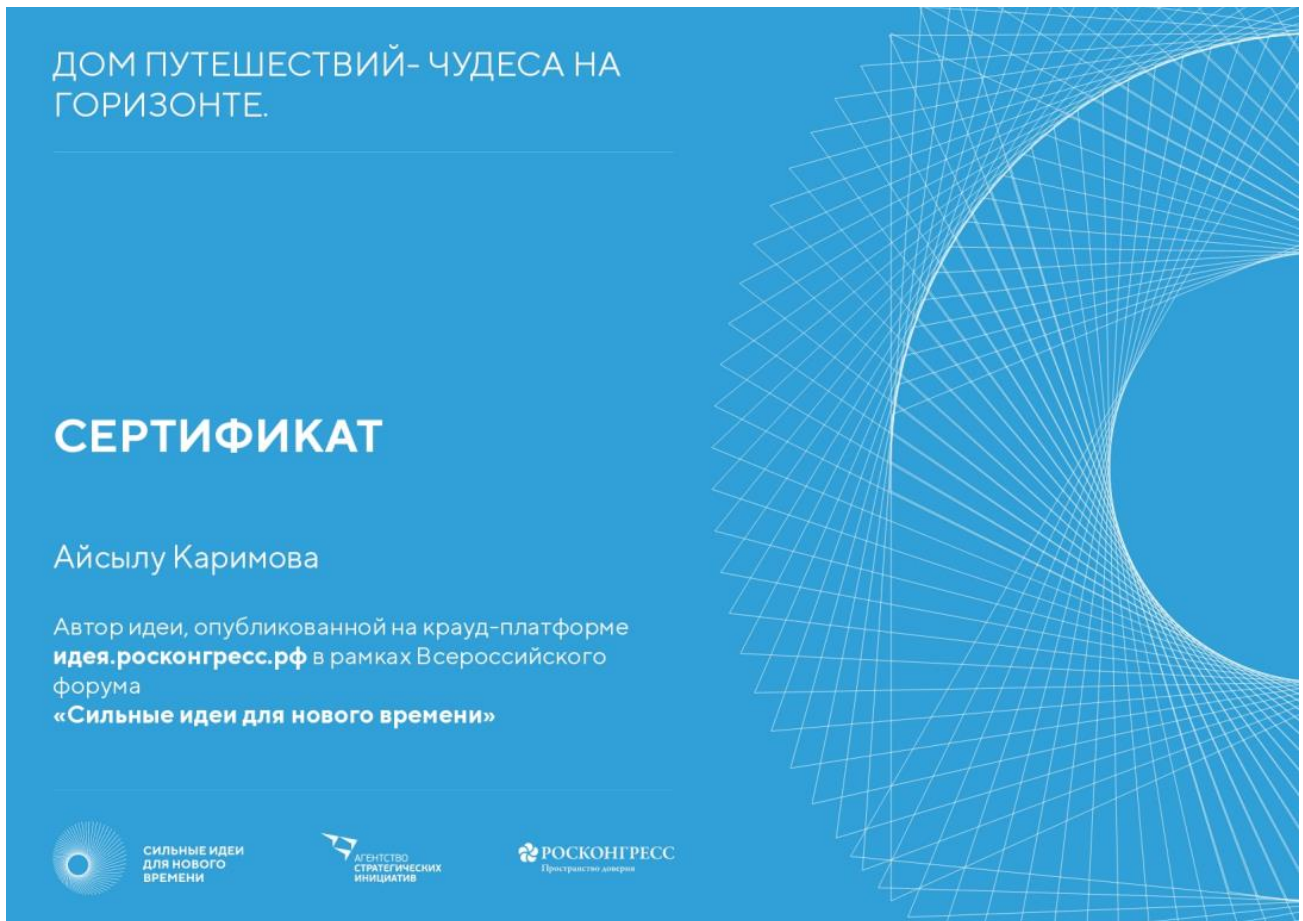 ДОМ ПУТЕШЕСТВИЙ- ЧУДЕСА НА
ГОРИЗОНТЕ.
СЕРТИФИКАТ
Айсылу Каримова
Автор идеи, опубликованной на крауд-платформе
идея.росконгресс.рф в рамках Всероссийского
форума
«Сильные идеи для нового времени»
СИЛЬНЫЕ ИДЕИ
ДЛЯ НОВОГО
ВРЕМЕНИ
АГЕНТСТВО
СТРАТЕГИЧЕСКИХ
ИНИЦИАТИВ
РОСКОНГРЕСС
Пространство доверия